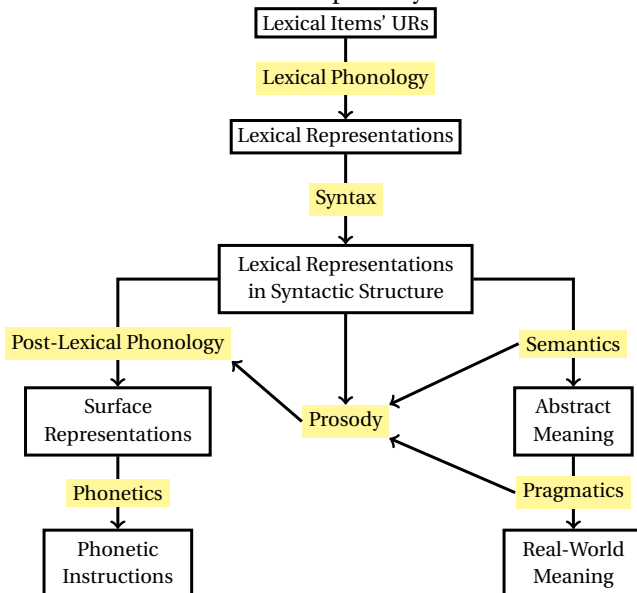 Lexical Items’ URs
Lexical Phonology
Lexical Representations
Syntax
Lexical Representations
in Syntactic Structure
Post-Lexical Phonology
Semantics
Surface
Representations
Prosody
Abstract
Meaning
Phonetics
Pragmatics
Phonetic
Instructions
Real-World
Meaning